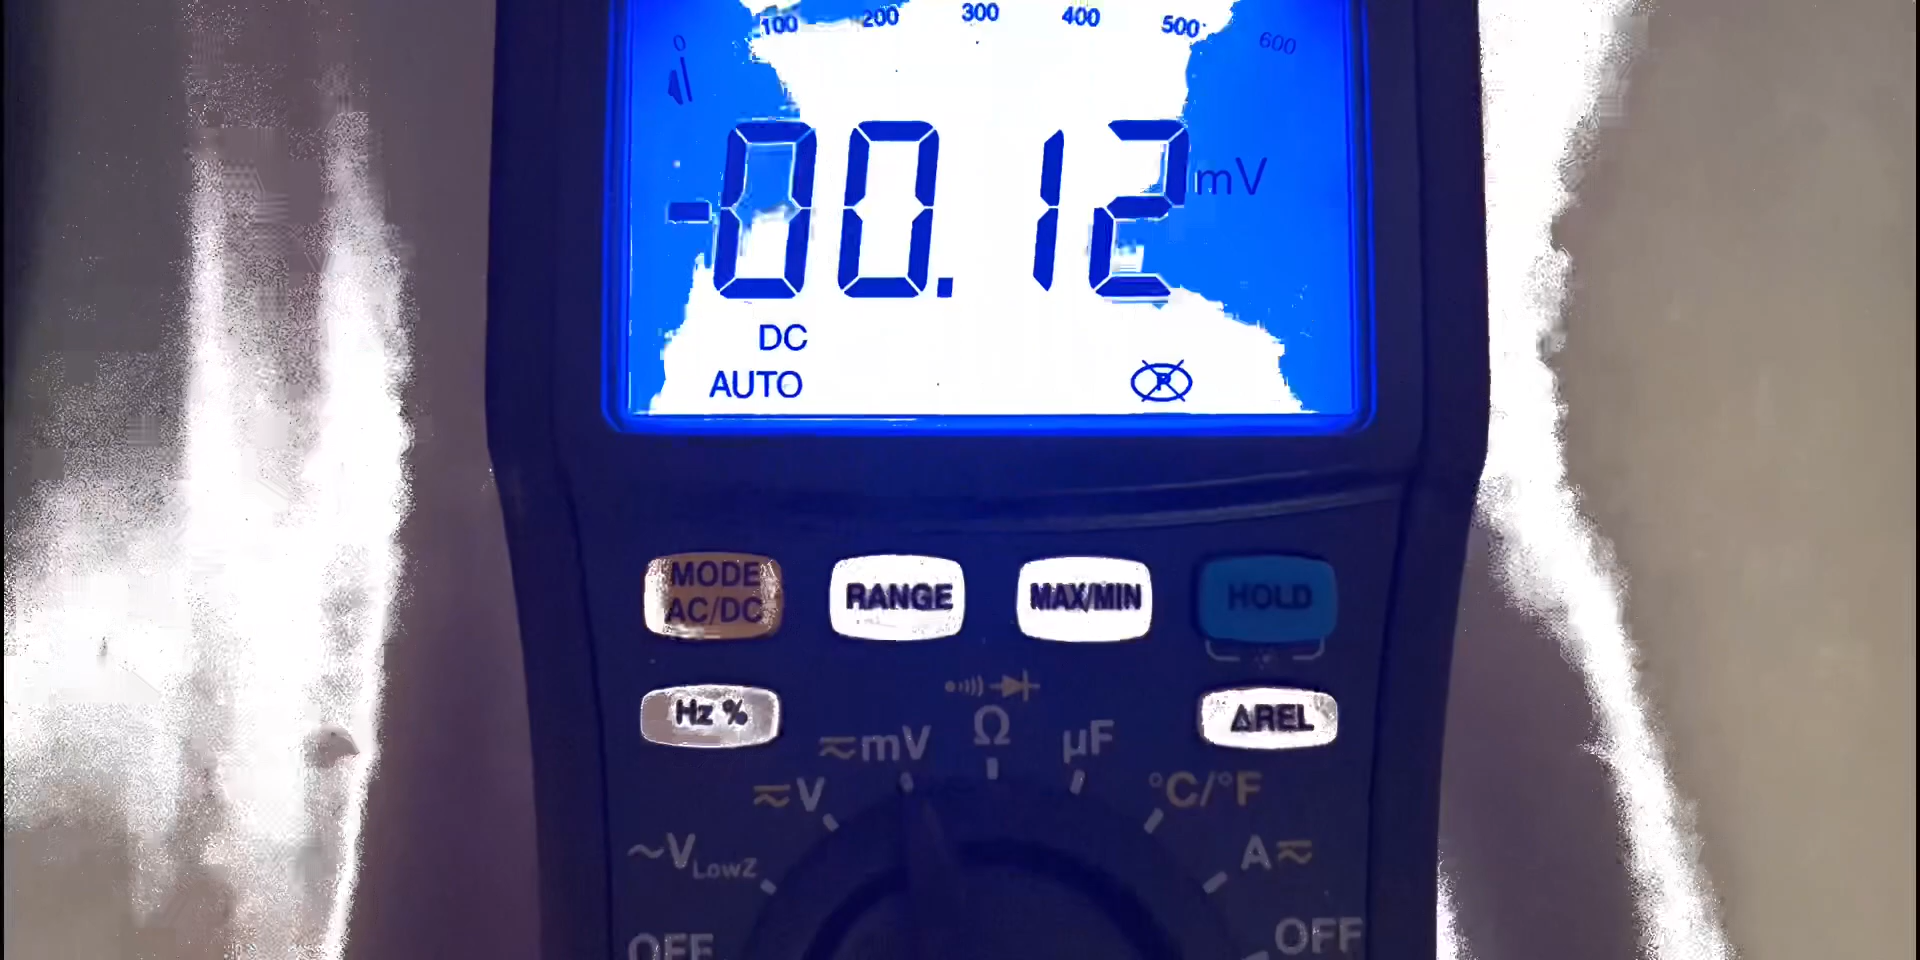 0 100 200 300 400 500 600
-00.12 mV
DC
AUTO
MODE AC/DC
RANGE
MAX/MIN
HOLD
Hz %
ΔREL
~VLowZ
≂V
≂mV
Ω
µF
°C/°F
A≂
OFF
OFF